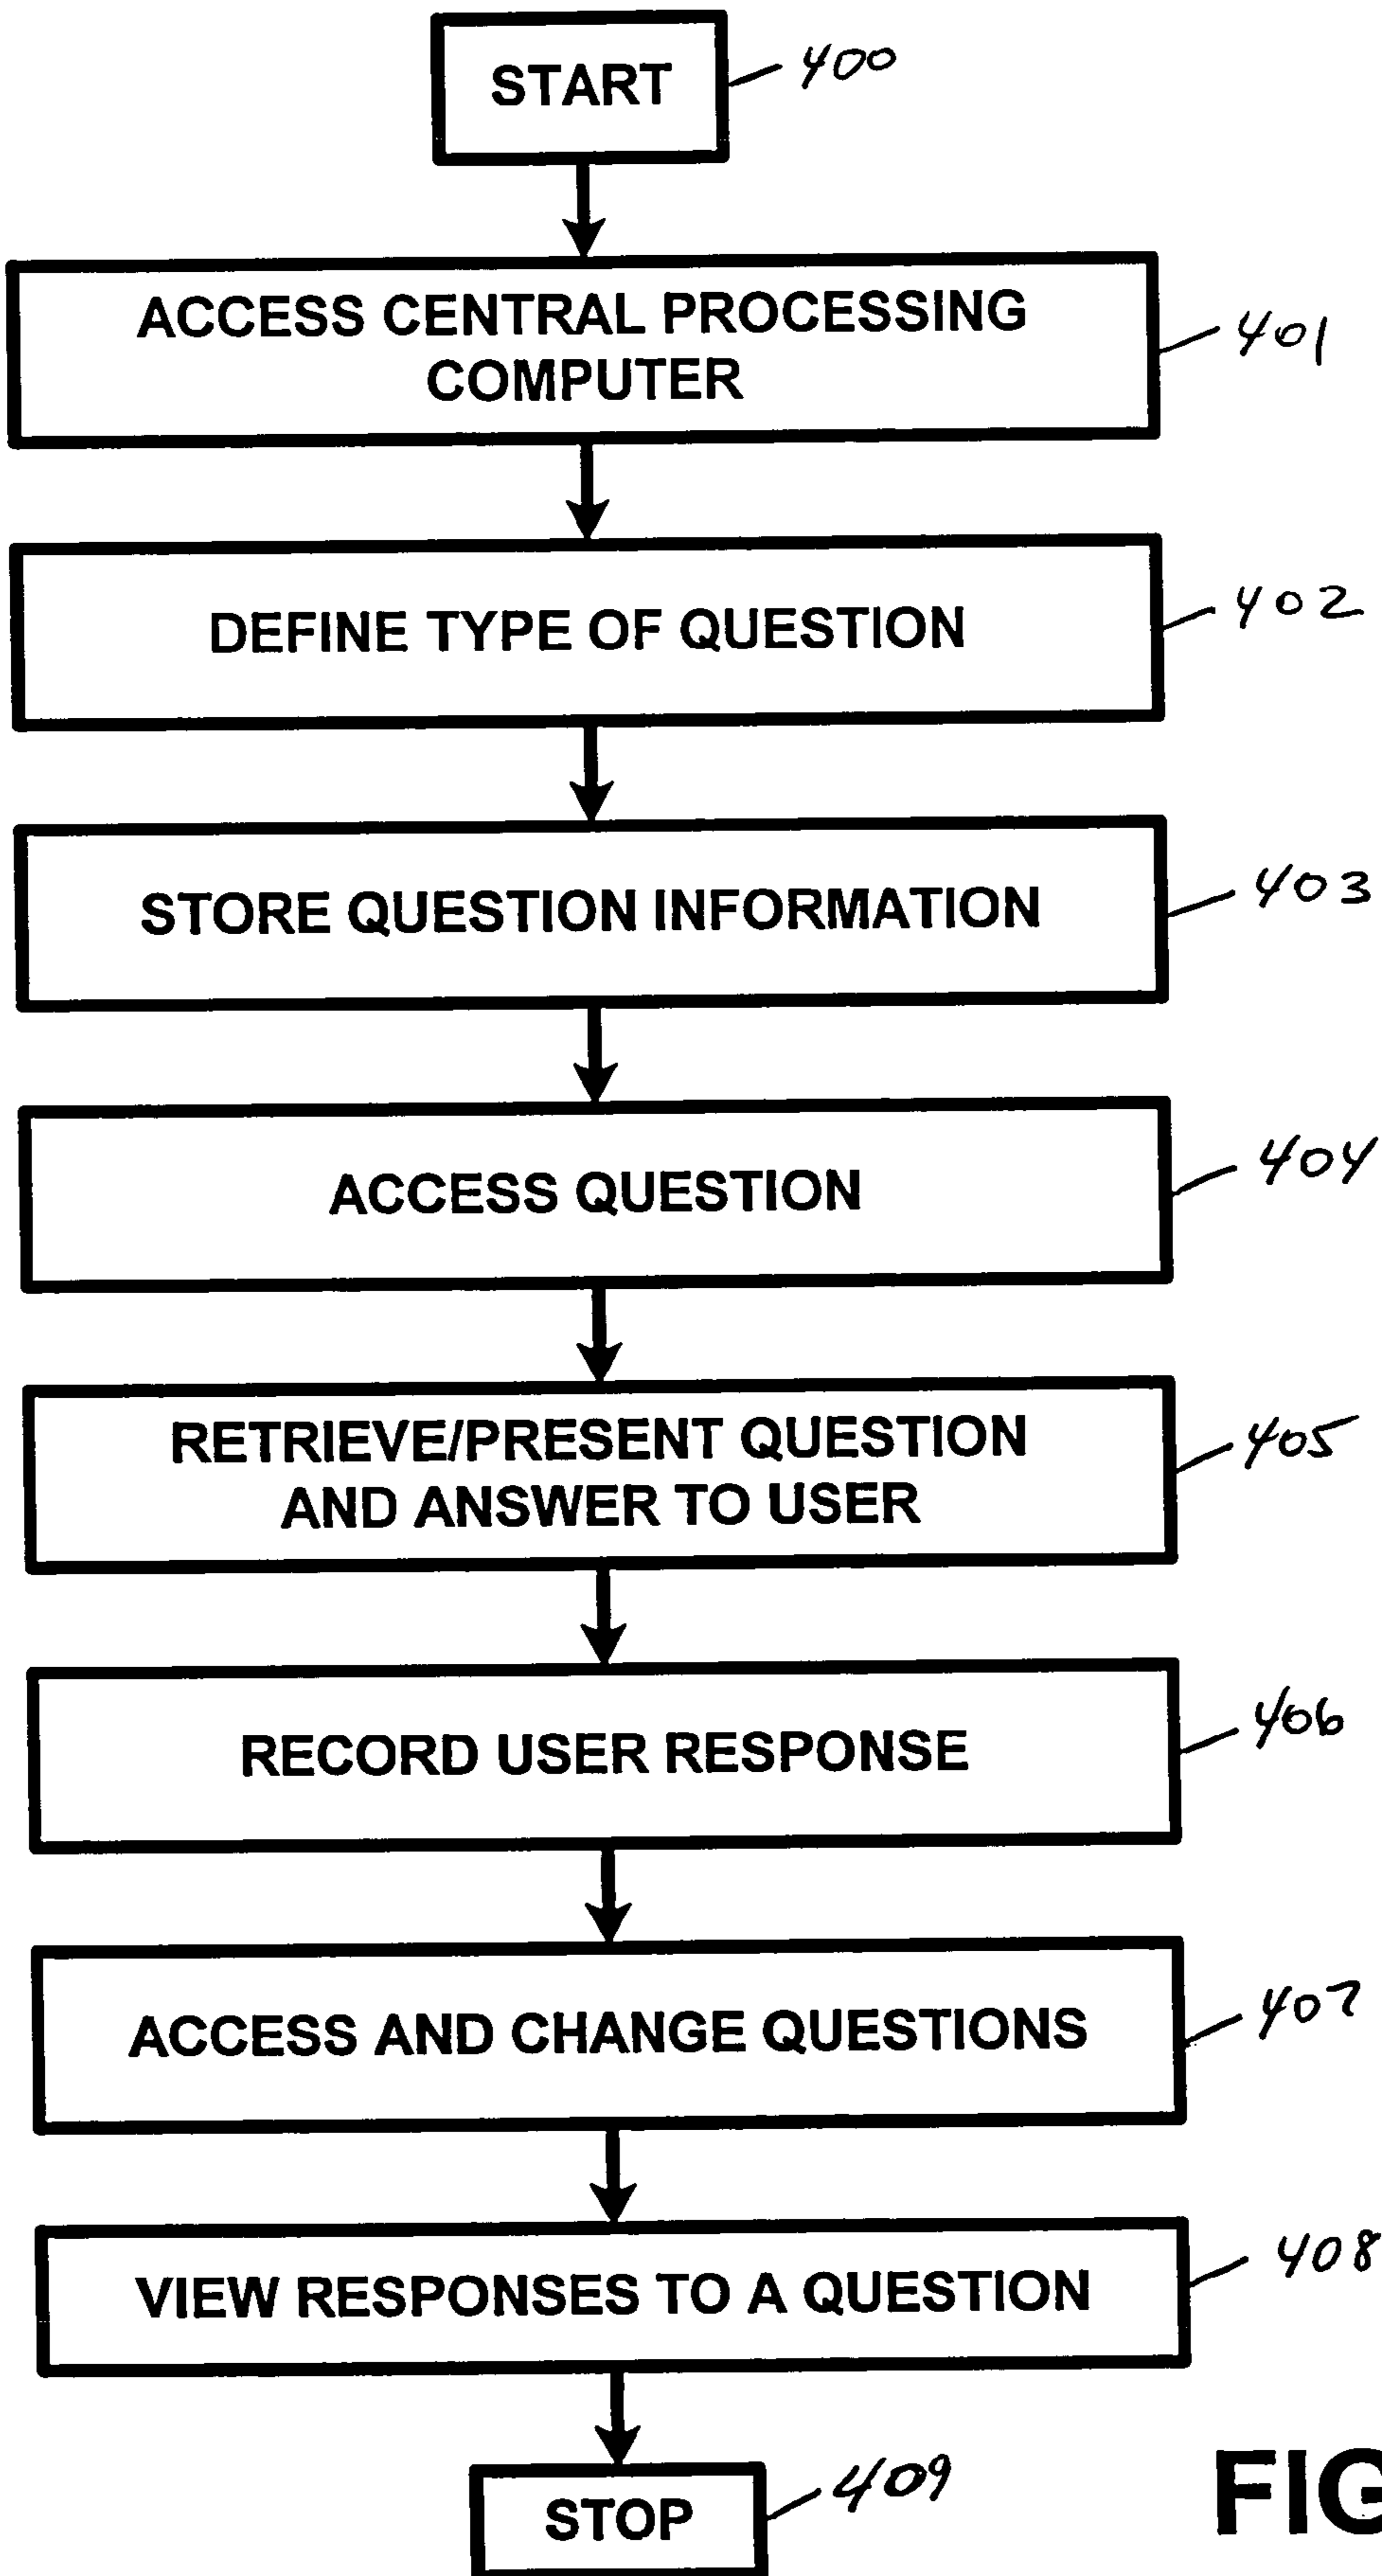 START
400
ACCESS CENTRAL PROCESSING
COMPUTER
401
DEFINE TYPE OF QUESTION
402
STORE QUESTION INFORMATION
403
ACCESS QUESTION
404
RETRIEVE/PRESENT QUESTION
AND ANSWER TO USER
405
RECORD USER RESPONSE
406
ACCESS AND CHANGE QUESTIONS
407
VIEW RESPONSES TO A QUESTION
408
STOP
409
FIG